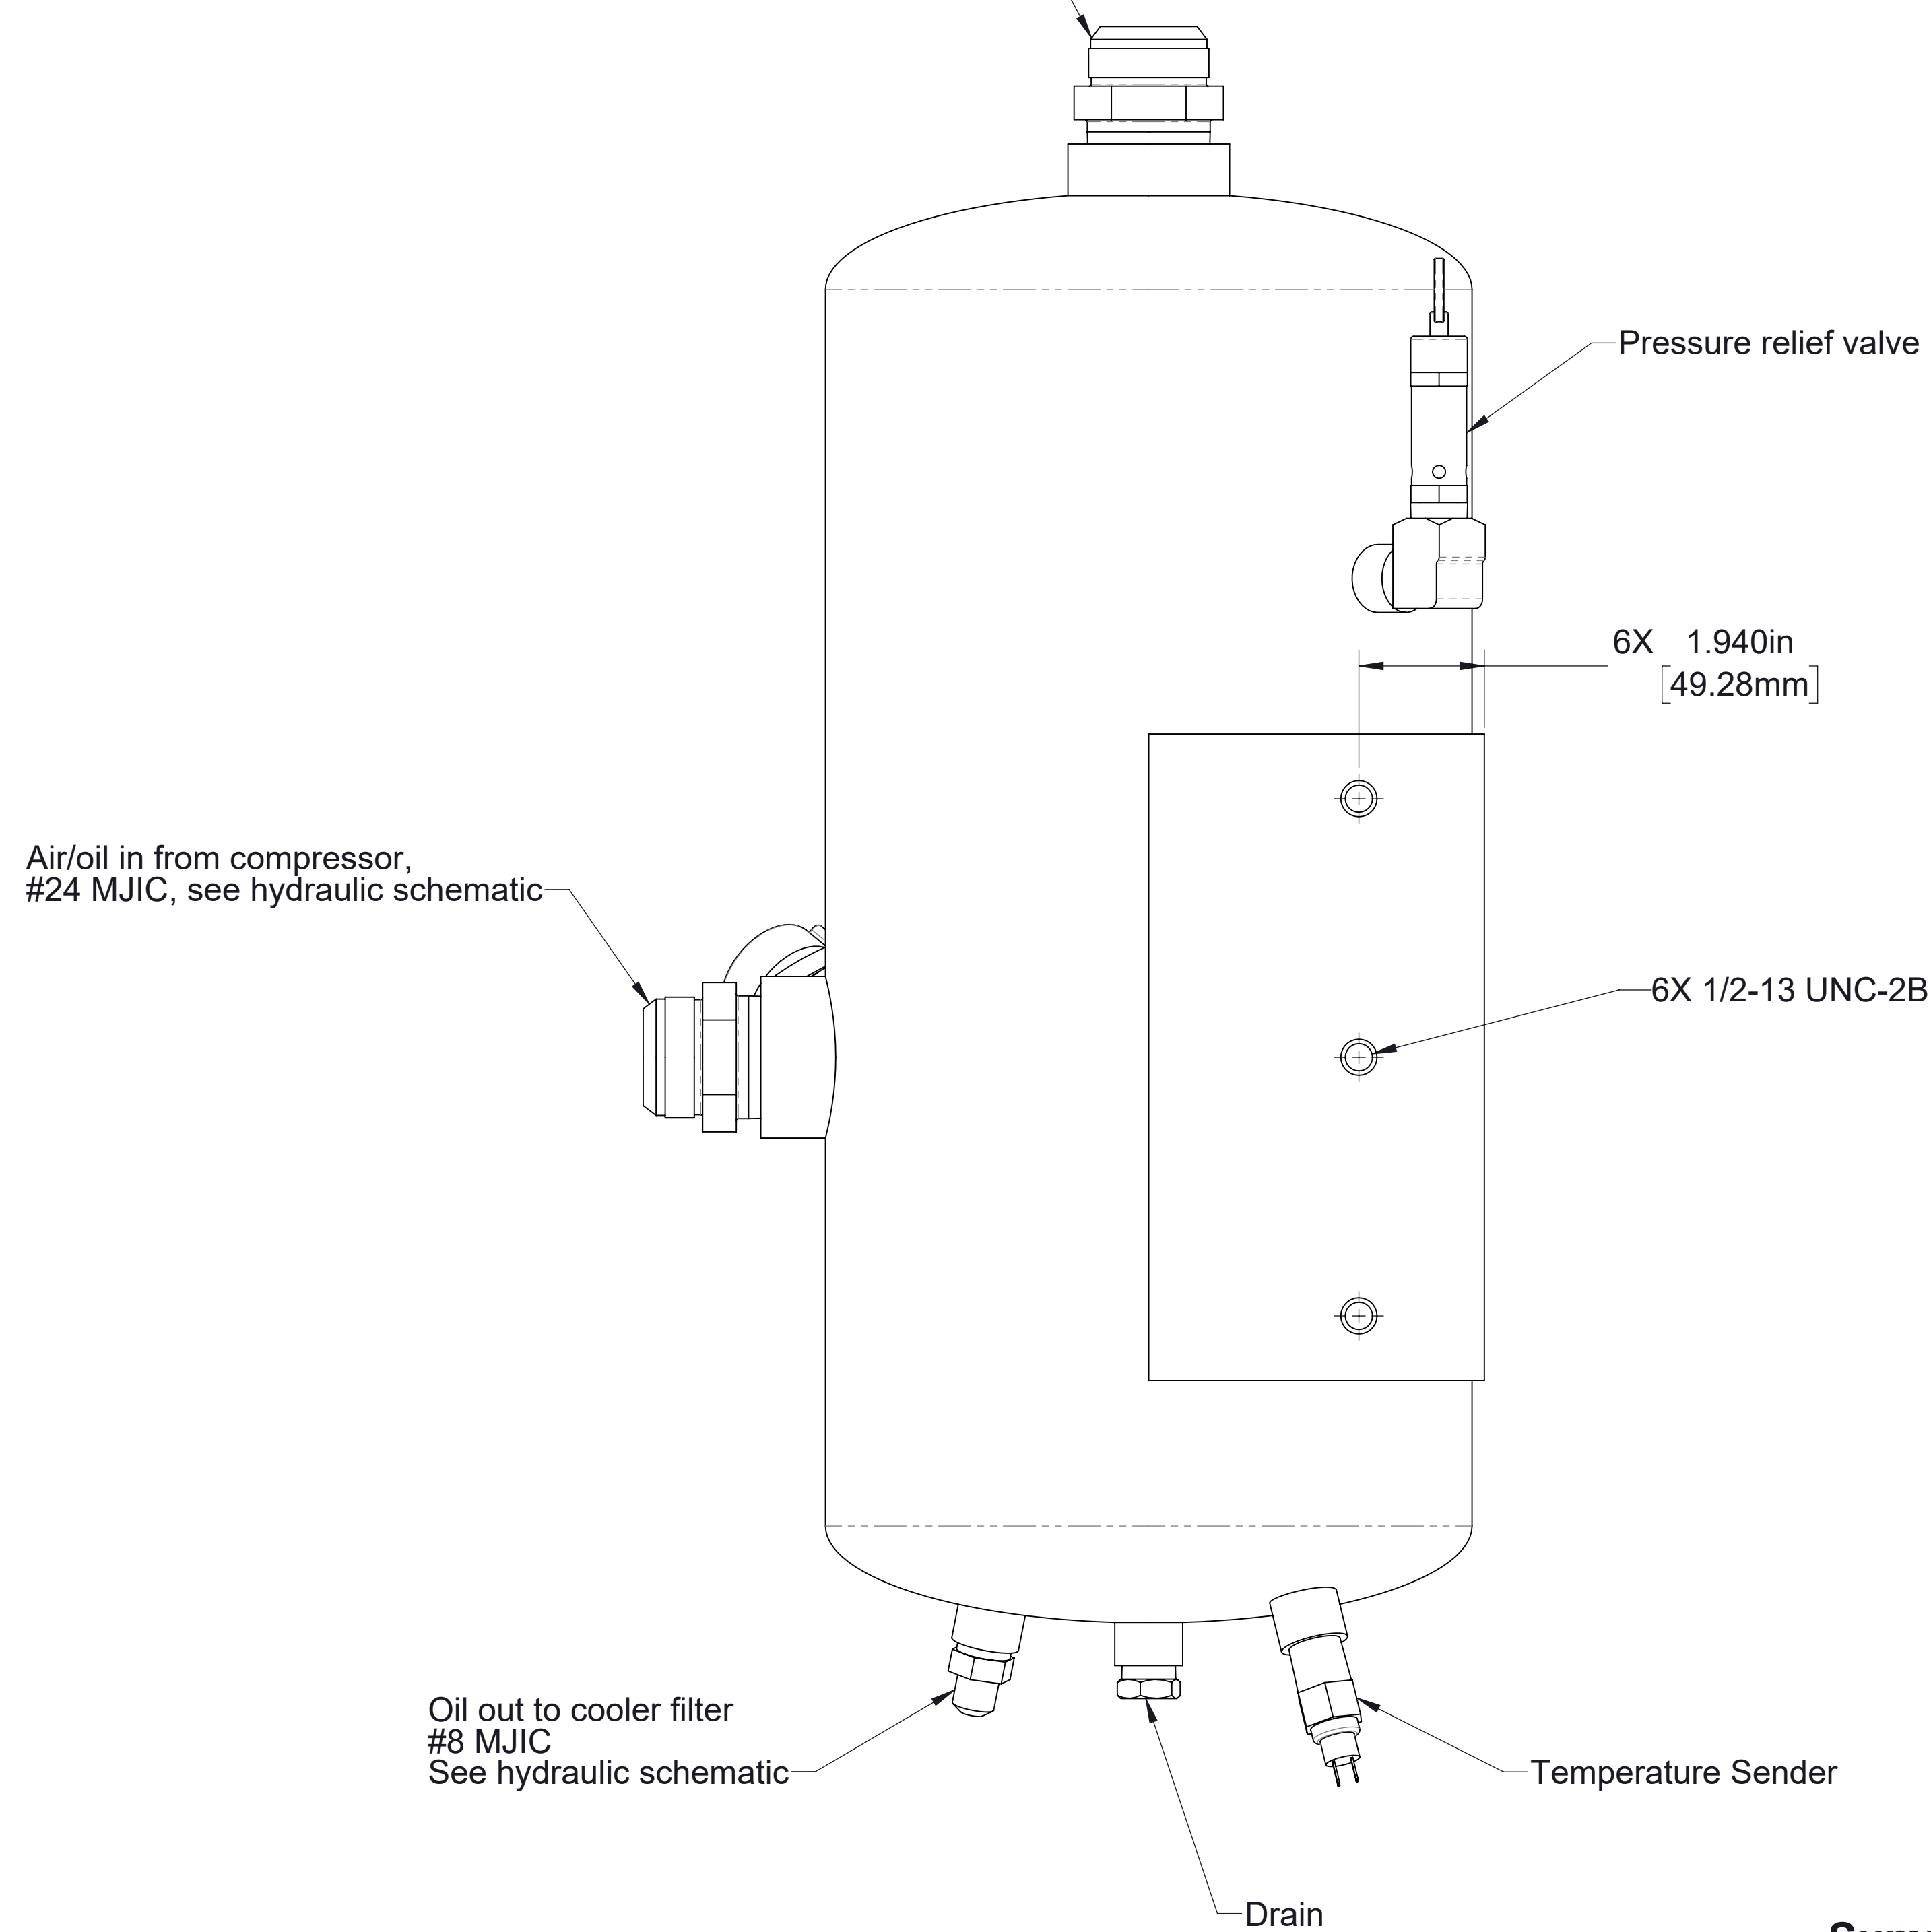 Pressure relief valve
6X 1.940in
[49.28mm]
Air/oil in from compressor,
#24 MJIC, see hydraulic schematic
6X 1/2-13 UNC-2B
Oil out to cooler filter
#8 MJIC
See hydraulic schematic
Temperature Sender
Drain